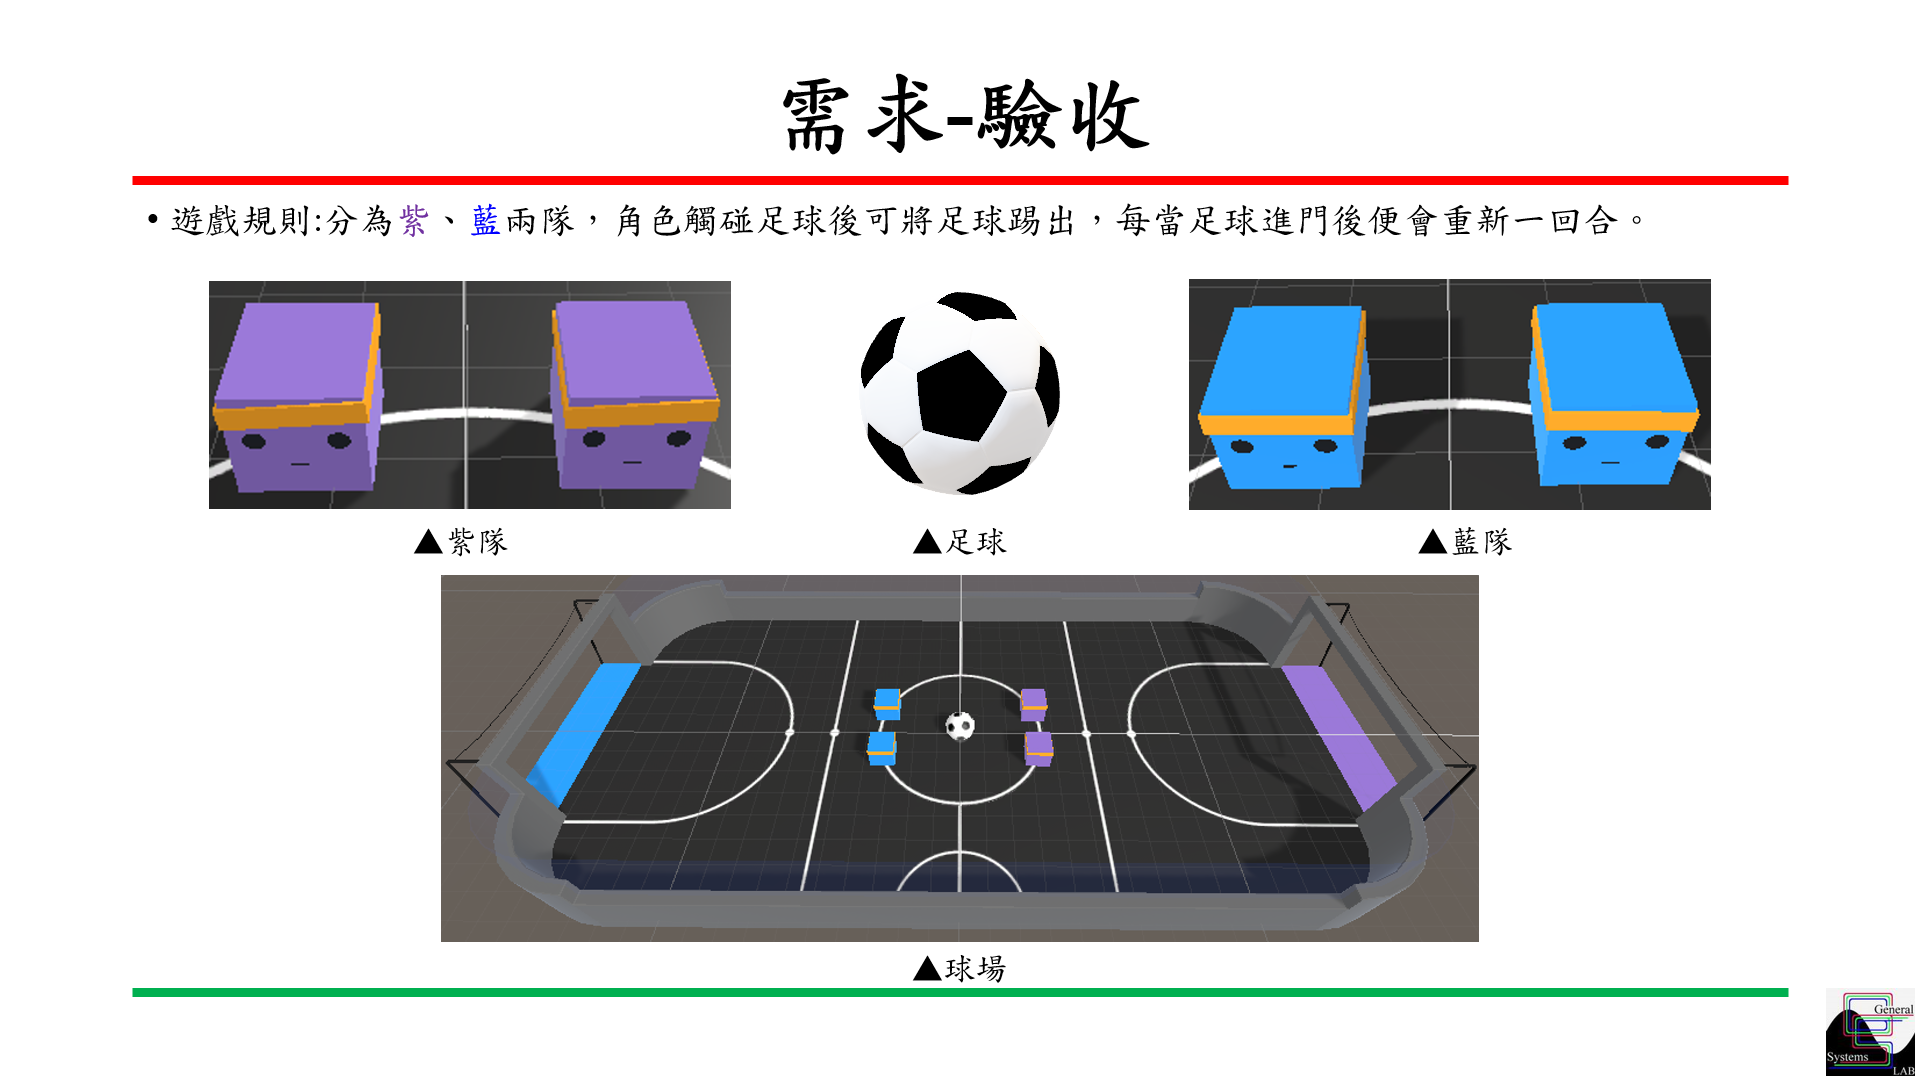 需求-驗收
• 遊戲規則:分為紫、藍兩隊，角色觸碰足球後可將足球踢出，每當足球進門後便會重新一回合。
▲紫隊
▲足球
▲藍隊
▲球場
General
Systems
LAB